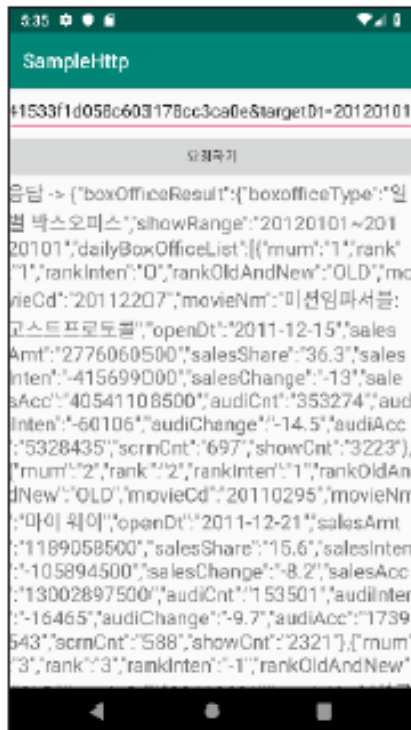 5:35
SampleHttp
41533f1d058c603178cc3ca0e&targetDt=20120101
요청하기
응답 -> {"boxOfficeResult":{"boxofficeType":"일
별 박스오피스","showRange":"20120101~201
20101","dailyBoxOfficeList":[{"rnum":"1","rank"
:"1","rankInten":"0","rankOldAndNew":"OLD","mo
vieCd":"20112207","movieNm":"미션임파서블:
고스트프로토콜","openDt":"2011-12-15","sales
Amt":"2776060500","salesShare":"36.3","sales
Inten":"-415699000","salesChange":"-13","sale
sAcc":"40541108500","audiCnt":"353274","aud
iInten":"-60106","audiChange":"-14.5","audiAcc
":"5328435","scrnCnt":"697","showCnt":"3223"},
{"rnum":"2","rank":"2","rankInten":"1","rankOldAn
dNew":"OLD","movieCd":"20110295","movieNm
":"마이 웨이","openDt":"2011-12-21","salesAmt
":"1189058500","salesShare":"15.6","salesInten
":"-105894500","salesChange":"-8.2","salesAcc
":"13002897500","audiCnt":"153501","audiInten
":"-16465","audiChange":"-9.7","audiAcc":"1739
543","scrnCnt":"588","showCnt":"2321"},{"rnum"
:"3","rank":"3","rankInten":"-1","rankOldAndNew"